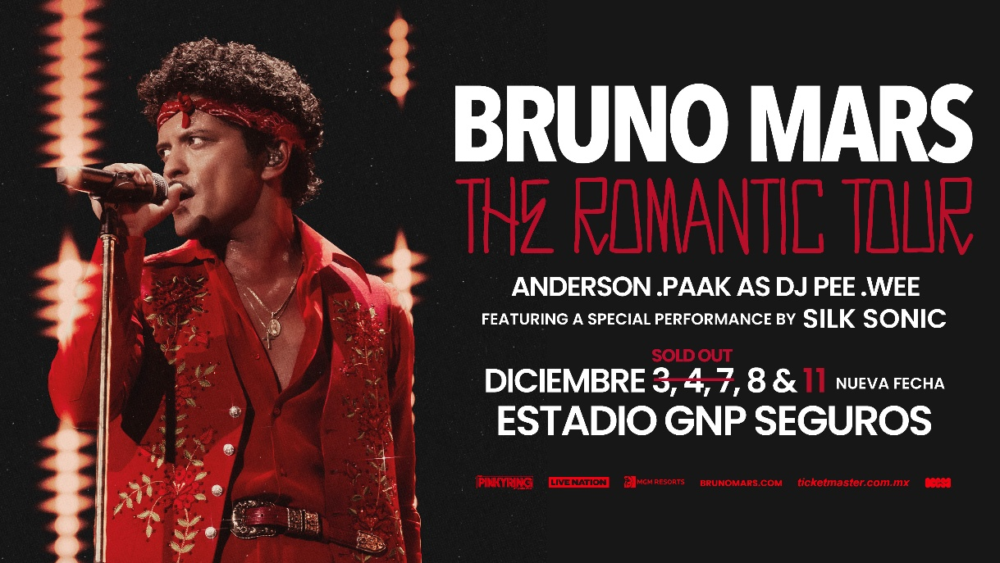 BRUNO MARS
THE ROMANTIC TOUR
ANDERSON .PAAK AS DJ PEE .WEE
FEATURING A SPECIAL PERFORMANCE BY SILK SONIC
SOLD OUT
DICIEMBRE 3, 4, 7, 8 & 11 NUEVA FECHA
ESTADIO GNP SEGUROS
PINKYRING LIVE NATION MGM RESORTS BRUNOMARS.COM ticketmaster.com.mx